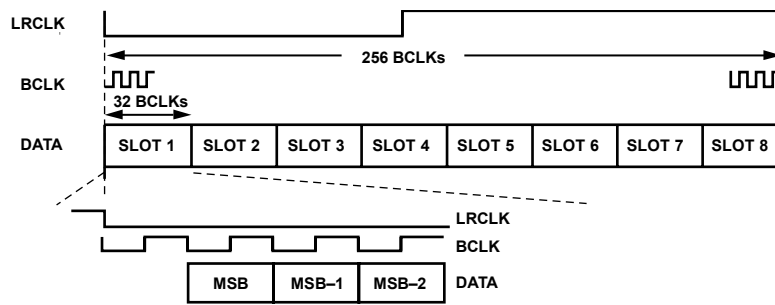 LRCLK
256 BCLKs
BCLK
32 BCLKs
DATA SLOT 1 SLOT 2 SLOT 3 SLOT 4 SLOT 5 SLOT 6 SLOT 7 SLOT 8
LRCLK
BCLK
MSB MSB–1 MSB–2 DATA